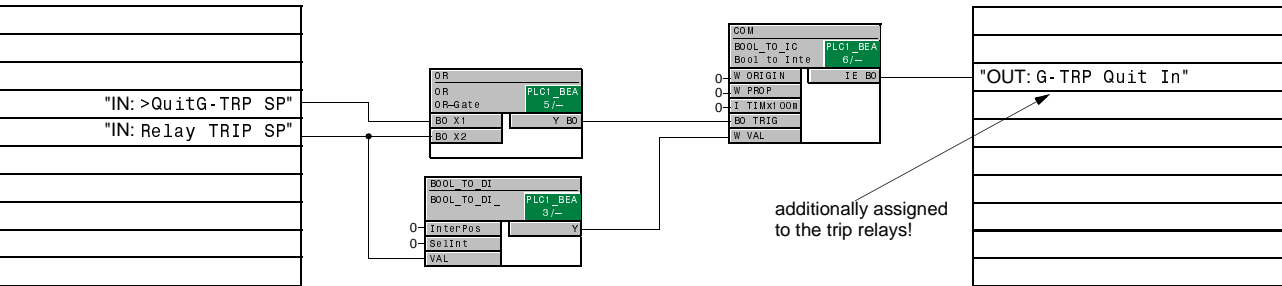 "IN: >QuitG-TRP SP"
"IN: Relay TRIP SP"
OR
OR
OR-Gate
PLC1_BEA
5/–
BO X1
BO X2
Y BO
BOOL_TO_DI
BOOL_TO_DI_
PLC1_BEA
3/–
0
InterPos
0
SelInt
VAL
Y
COM
BOOL_TO_IC
Bool to Inte
PLC1_BEA
6/–
0
W ORIGIN
0
W PROP
0
I TIMx100m
BO TRIG
W VAL
IE BO
"OUT: G-TRP Quit In"
additionally assigned
to the trip relays!